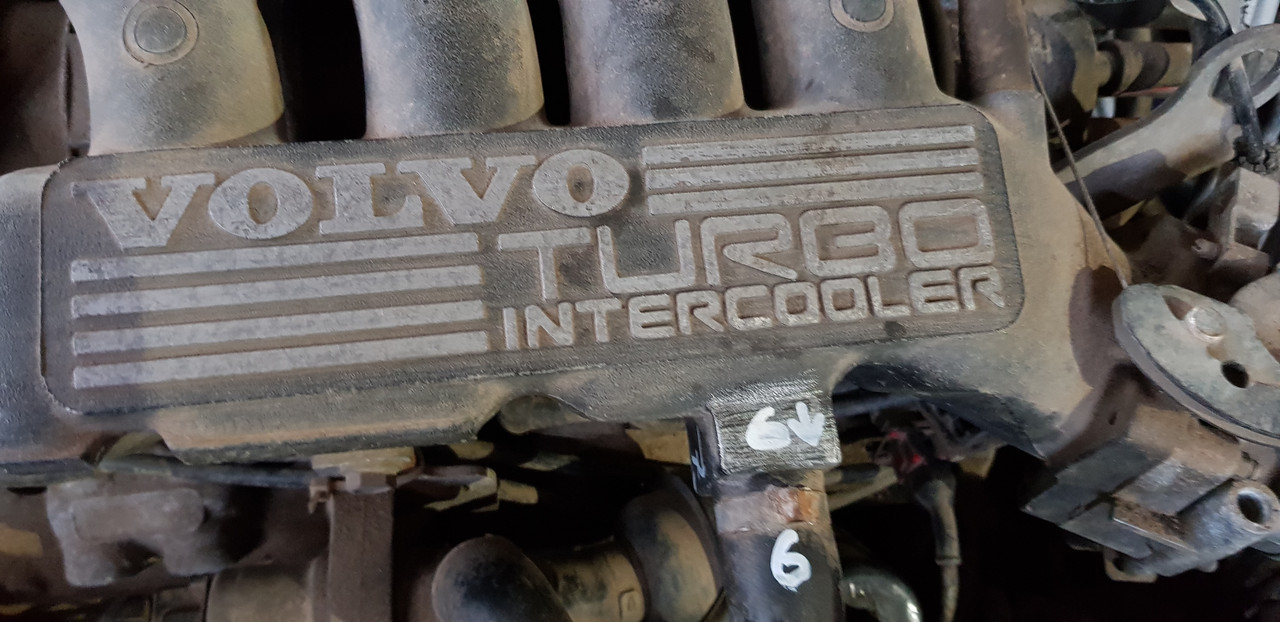 VOLVO
TURBO
INTERCOOLER
6↓
6